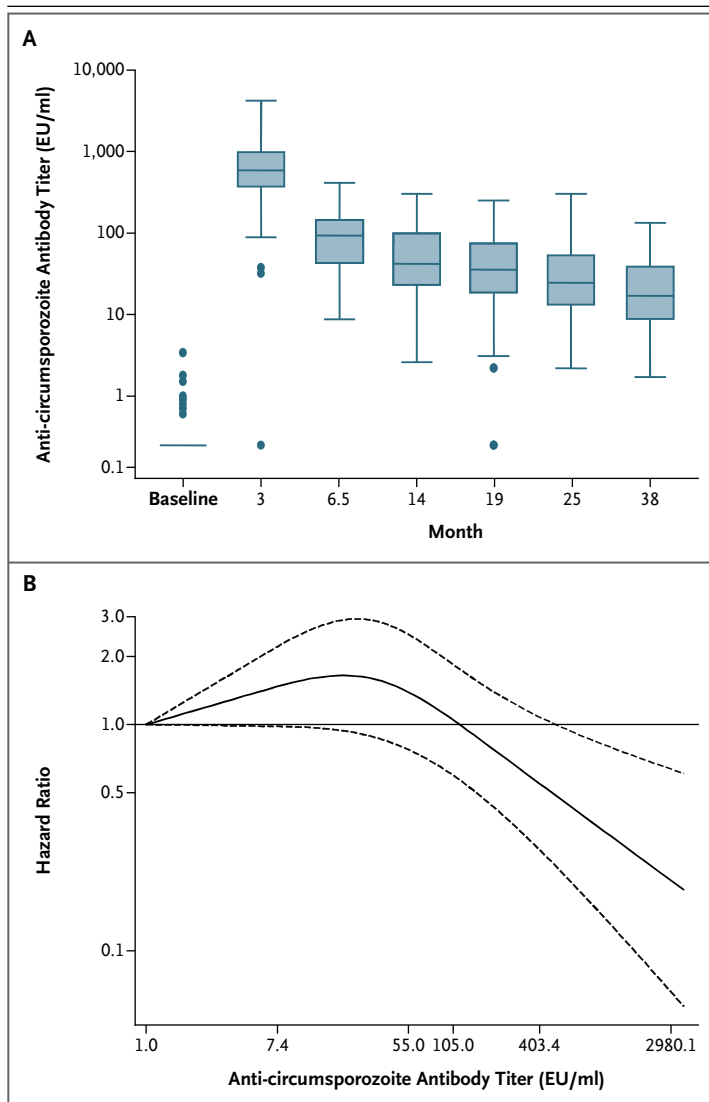 A
Anti-circumsporozoite Antibody Titer (EU/ml)
10,000
1,000
100
10
1
0.1
Baseline 3 6.5 14 19 25 38
Month
B
Hazard Ratio
3.0
2.0
1.0
0.5
0.1
1.0 7.4 55.0 105.0 403.4 2980.1
Anti-circumsporozoite Antibody Titer (EU/ml)